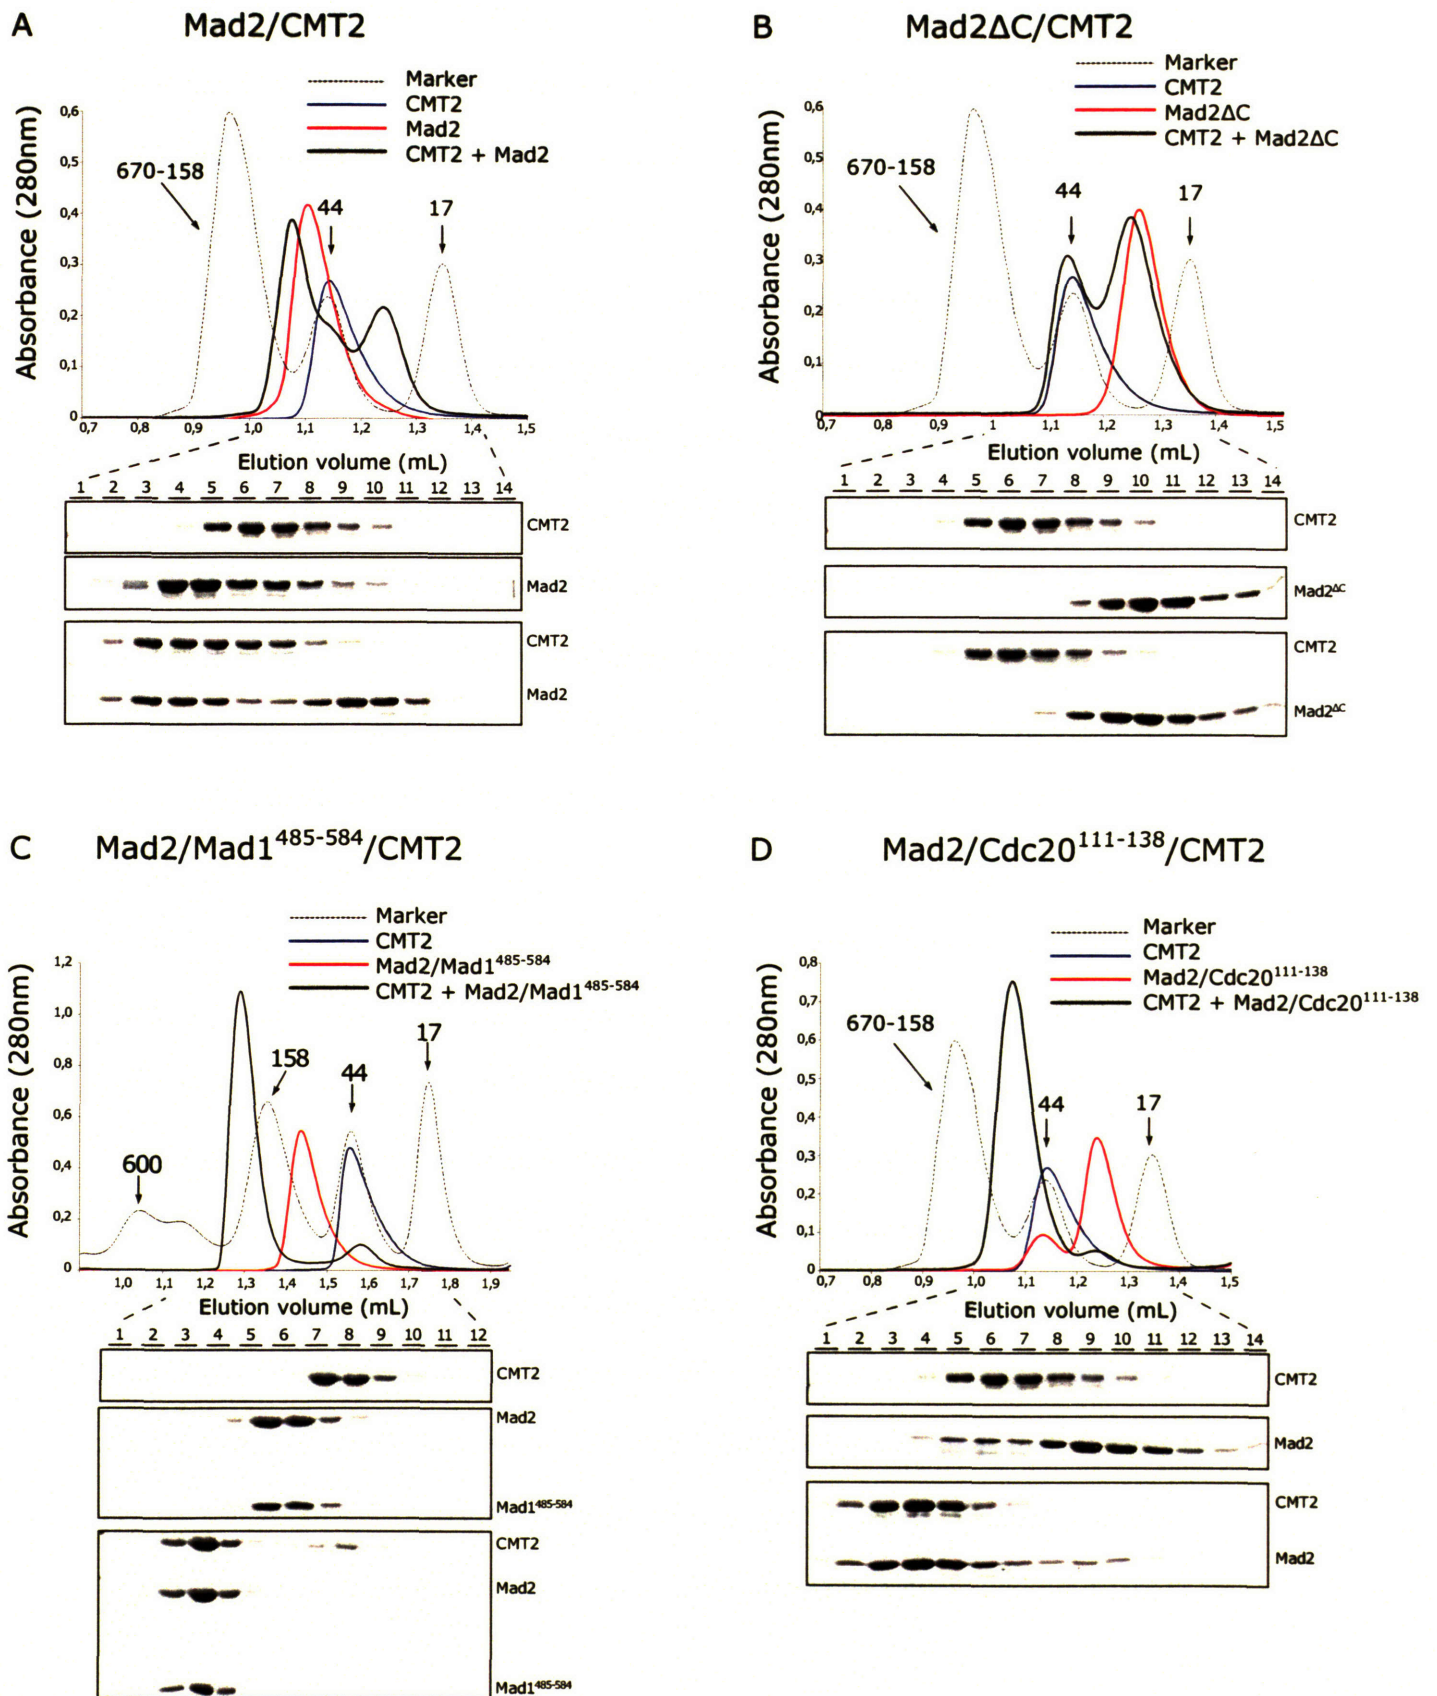 A
Mad2/CMT2
Marker
CMT2
Mad2
CMT2 + Mad2
Absorbance (280nm)
0,6
0,5
0,4
0,3
0,2
0,1
0
670-158
44
17
0,7 0,8 0,9 1,0 1,1 1,2 1,3 1,4 1,5
Elution volume (mL)
1 2 3 4 5 6 7 8 9 10 11 12 13 14
CMT2
Mad2
CMT2
Mad2
B
Mad2ΔC/CMT2
Marker
CMT2
Mad2ΔC
CMT2 + Mad2ΔC
Absorbance (280nm)
0,6
0,5
0,4
0,3
0,2
0,1
0
670-158
44
17
0,7 0,8 0,9 1 1,1 1,2 1,3 1,4 1,5
Elution volume (mL)
1 2 3 4 5 6 7 8 9 10 11 12 13 14
CMT2
Mad2ΔC
CMT2
Mad2ΔC
C
Mad2/Mad1485-584/CMT2
Marker
CMT2
Mad2/Mad1485-584
CMT2 + Mad2/Mad1485-584
Absorbance (280nm)
1,2
1,0
0,8
0,6
0,4
0,2
0
600
158
44
17
1,0 1,1 1,2 1,3 1,4 1,5 1,6 1,7 1,8 1,9
Elution volume (mL)
1 2 3 4 5 6 7 8 9 10 11 12
CMT2
Mad2
Mad1485-584
CMT2
Mad2
Mad1485-584
D
Mad2/Cdc20111-138/CMT2
Marker
CMT2
Mad2/Cdc20111-138
CMT2 + Mad2/Cdc20111-138
Absorbance (280nm)
0,8
0,7
0,6
0,5
0,4
0,3
0,2
0,1
0
670-158
44
17
0,7 0,8 0,9 1,0 1,1 1,2 1,3 1,4 1,5
Elution volume (mL)
1 2 3 4 5 6 7 8 9 10 11 12 13 14
CMT2
Mad2
CMT2
Mad2